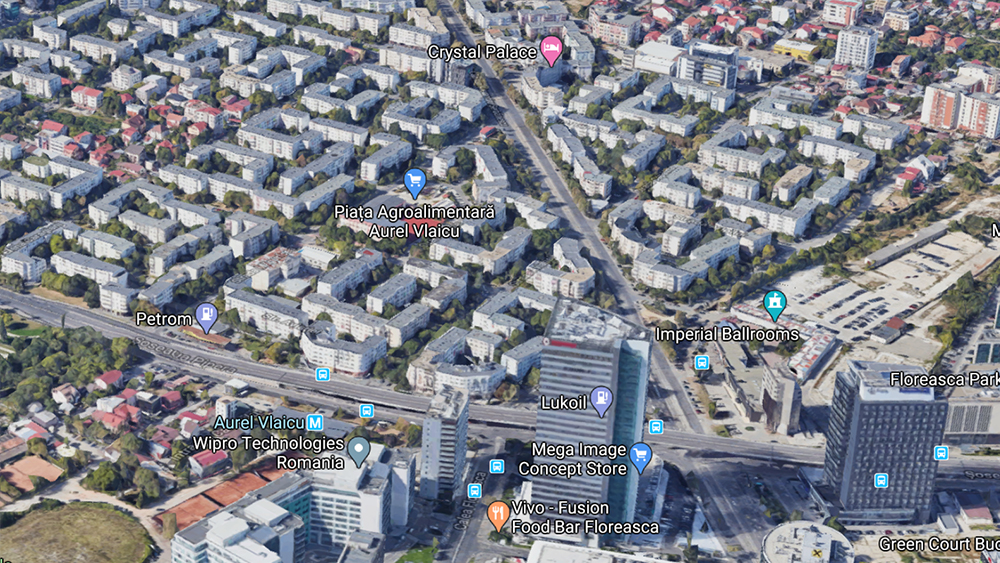 Crystal Palace
Piața Agroalimentară
Aurel Vlaicu
Petrom
Imperial Ballrooms
Floreasca Park
Lukoil
Aurel Vlaicu M
Wipro Technologies
Romania
Mega Image
Concept Store
Vivo - Fusion
Food Bar Floreasca
Green Court Buc